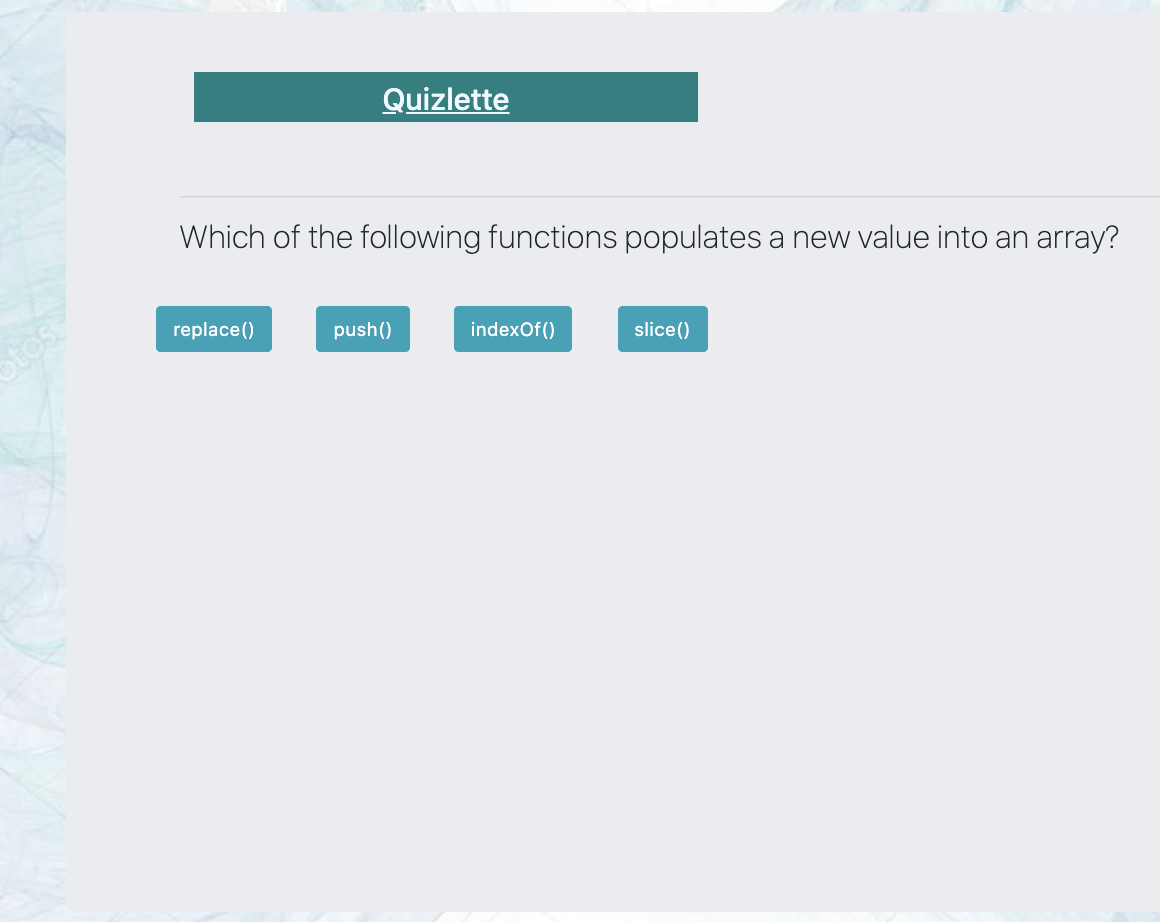 Quizlette
Which of the following functions populates a new value into an array?
replace() push() indexOf() slice()